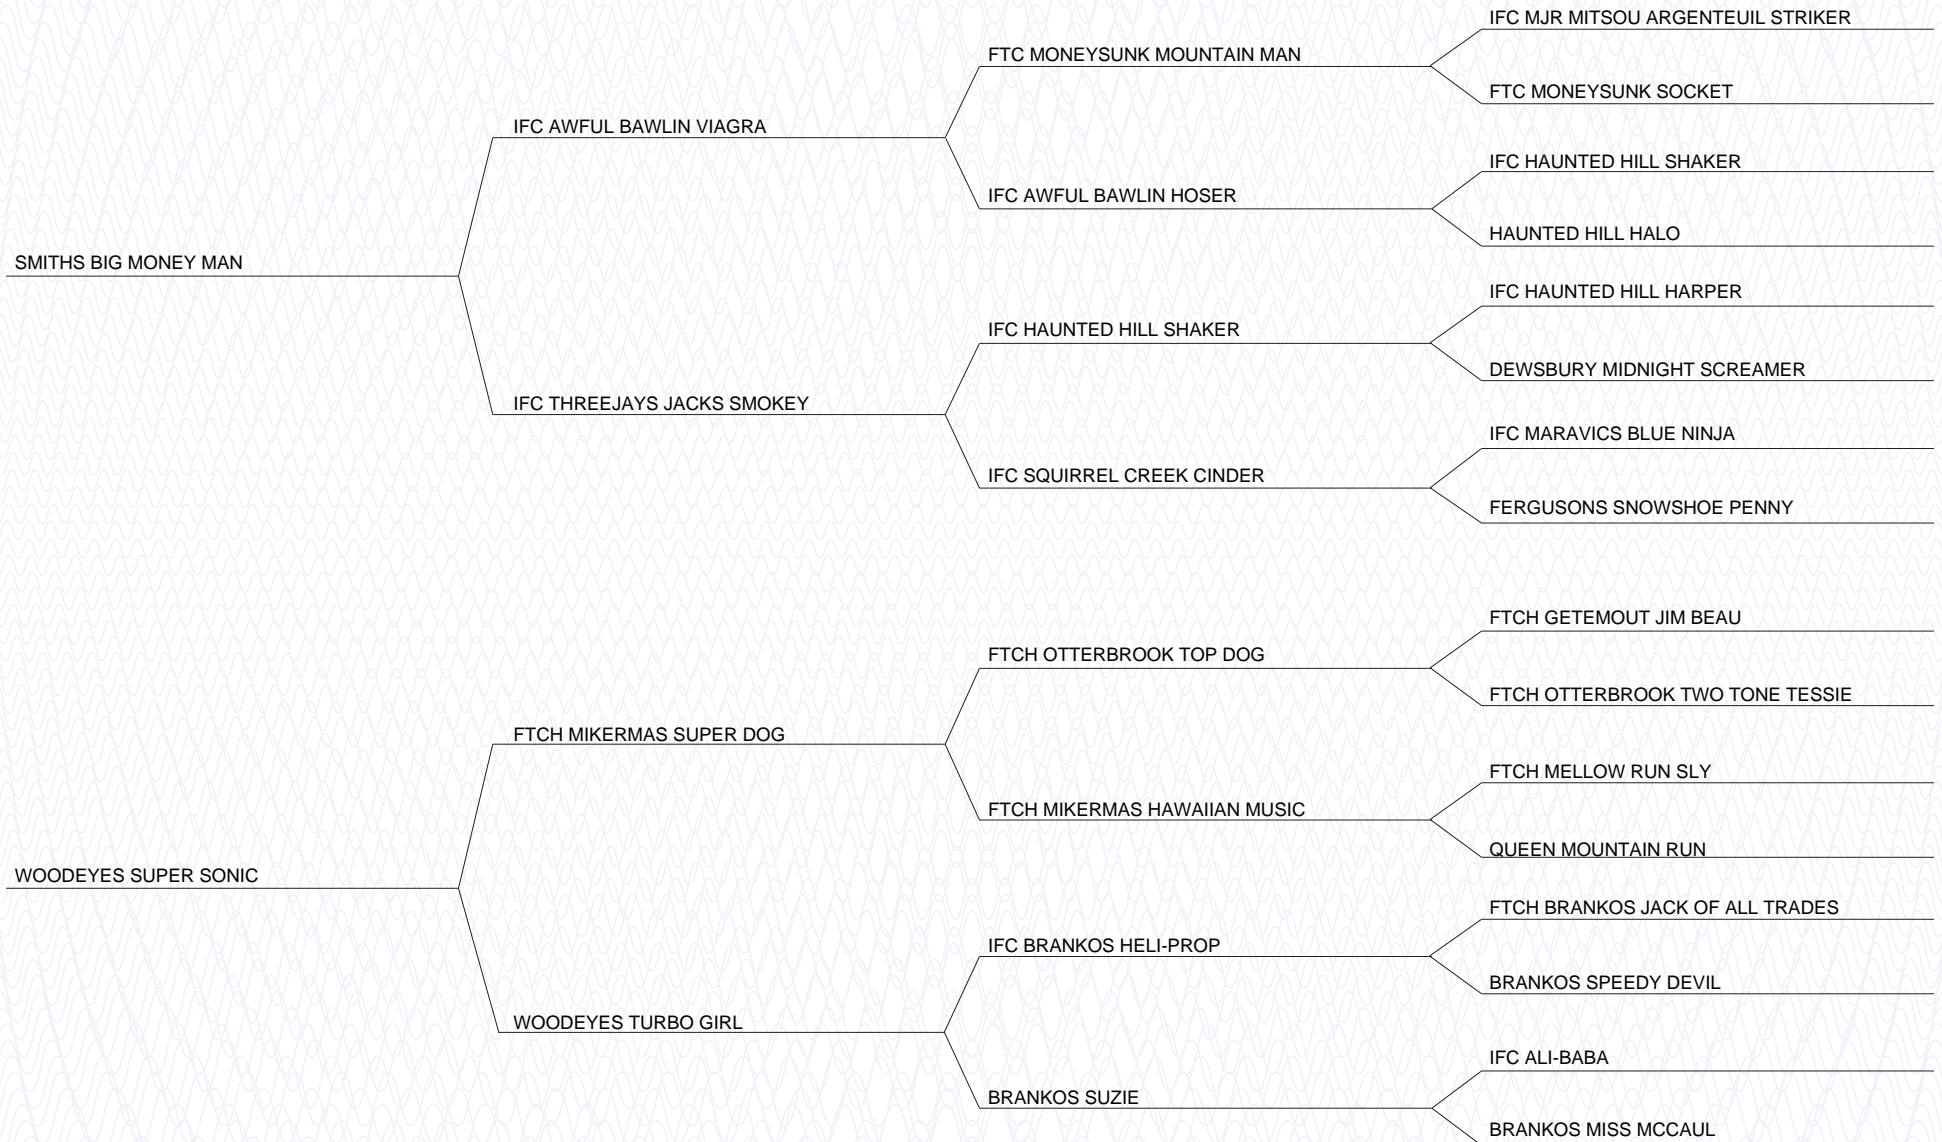 IFC MJR MITSOU ARGENTEUIL STRIKER
FTC MONEYSUNK MOUNTAIN MAN
FTC MONEYSUNK SOCKET
IFC AWFUL BAWLIN VIAGRA
IFC HAUNTED HILL SHAKER
IFC AWFUL BAWLIN HOSER
HAUNTED HILL HALO
SMITHS BIG MONEY MAN
IFC HAUNTED HILL HARPER
IFC HAUNTED HILL SHAKER
DEWSBURY MIDNIGHT SCREAMER
IFC THREEJAYS JACKS SMOKEY
IFC MARAVICS BLUE NINJA
IFC SQUIRREL CREEK CINDER
FERGUSONS SNOWSHOE PENNY
FTCH GETEMOUT JIM BEAU
FTCH OTTERBROOK TOP DOG
FTCH OTTERBROOK TWO TONE TESSIE
FTCH MIKERMAS SUPER DOG
FTCH MELLOW RUN SLY
FTCH MIKERMAS HAWAIIAN MUSIC
QUEEN MOUNTAIN RUN
WOODEYES SUPER SONIC
FTCH BRANKOS JACK OF ALL TRADES
IFC BRANKOS HELI-PROP
BRANKOS SPEEDY DEVIL
WOODEYES TURBO GIRL
IFC ALI-BABA
BRANKOS SUZIE
BRANKOS MISS MCCAUL